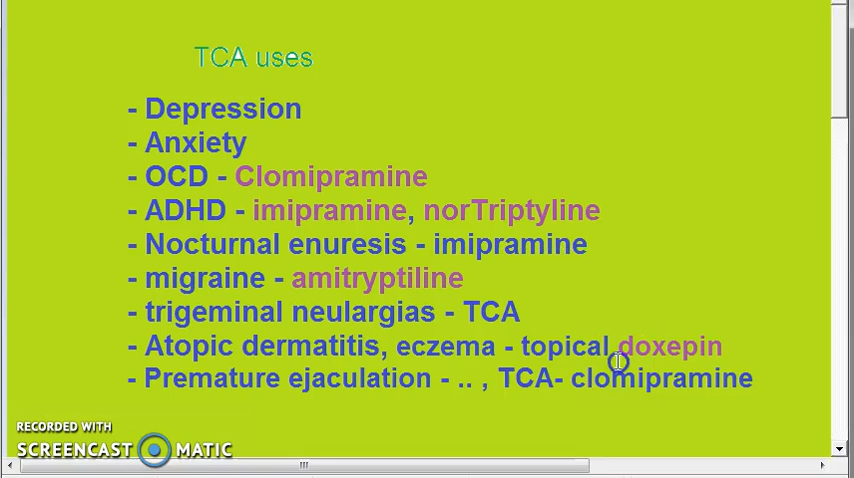 TCA uses
- Depression
- Anxiety
- OCD - Clomipramine
- ADHD - imipramine, norTriptyline
- Nocturnal enuresis - imipramine
- migraine - amitryptiline
- trigeminal neulargias - TCA
- Atopic dermatitis, eczema - topical doxepin
- Premature ejaculation - .. , TCA- clomipramine
RECORDED WITH
SCREENCAST MATIC